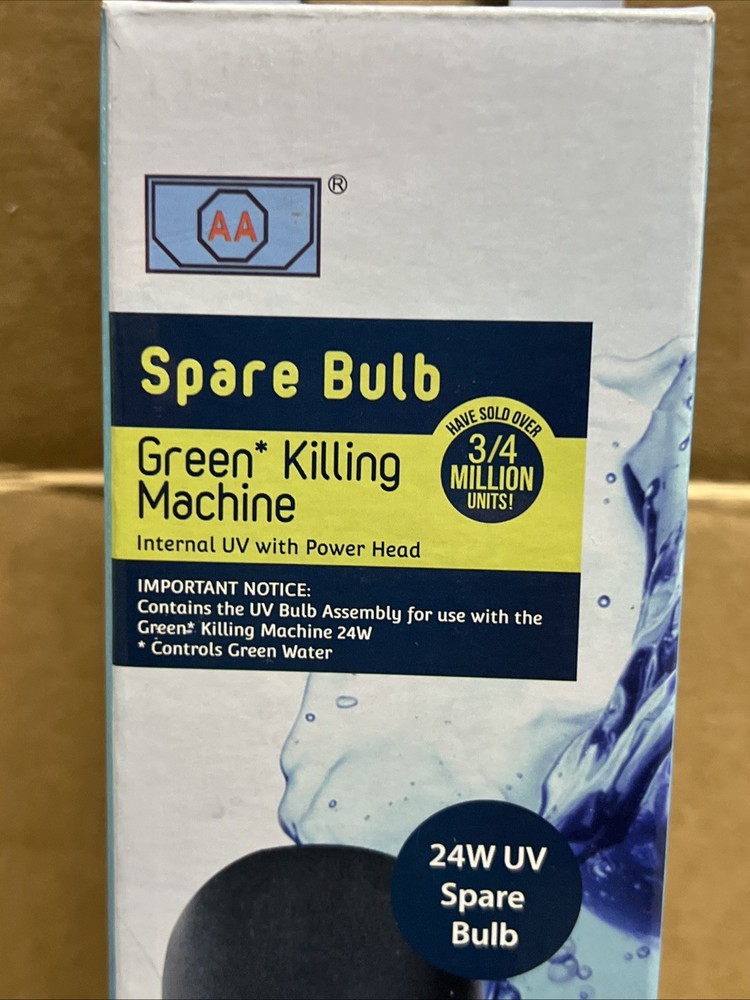 AA
®
Spare Bulb
HAVE SOLD OVER
3/4
MILLION
UNITS!
Green* Killing
Machine
Internal UV with Power Head
IMPORTANT NOTICE:
Contains the UV Bulb Assembly for use with the
Green* Killing Machine 24W
* Controls Green Water
24W UV
Spare
Bulb